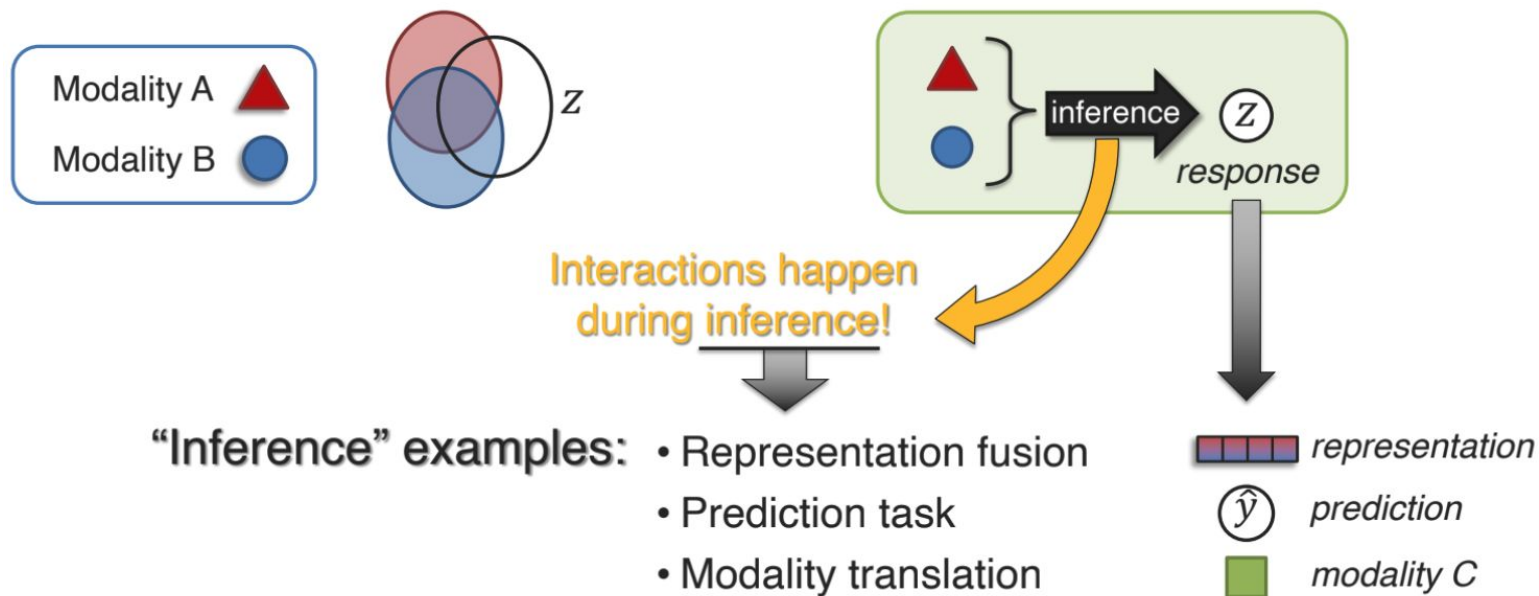 Modality A
Modality B
z
inference
z
response
Interactions happen
during inference!
“Inference” examples:
• Representation fusion
representation
• Prediction task
ŷ
prediction
• Modality translation
modality C